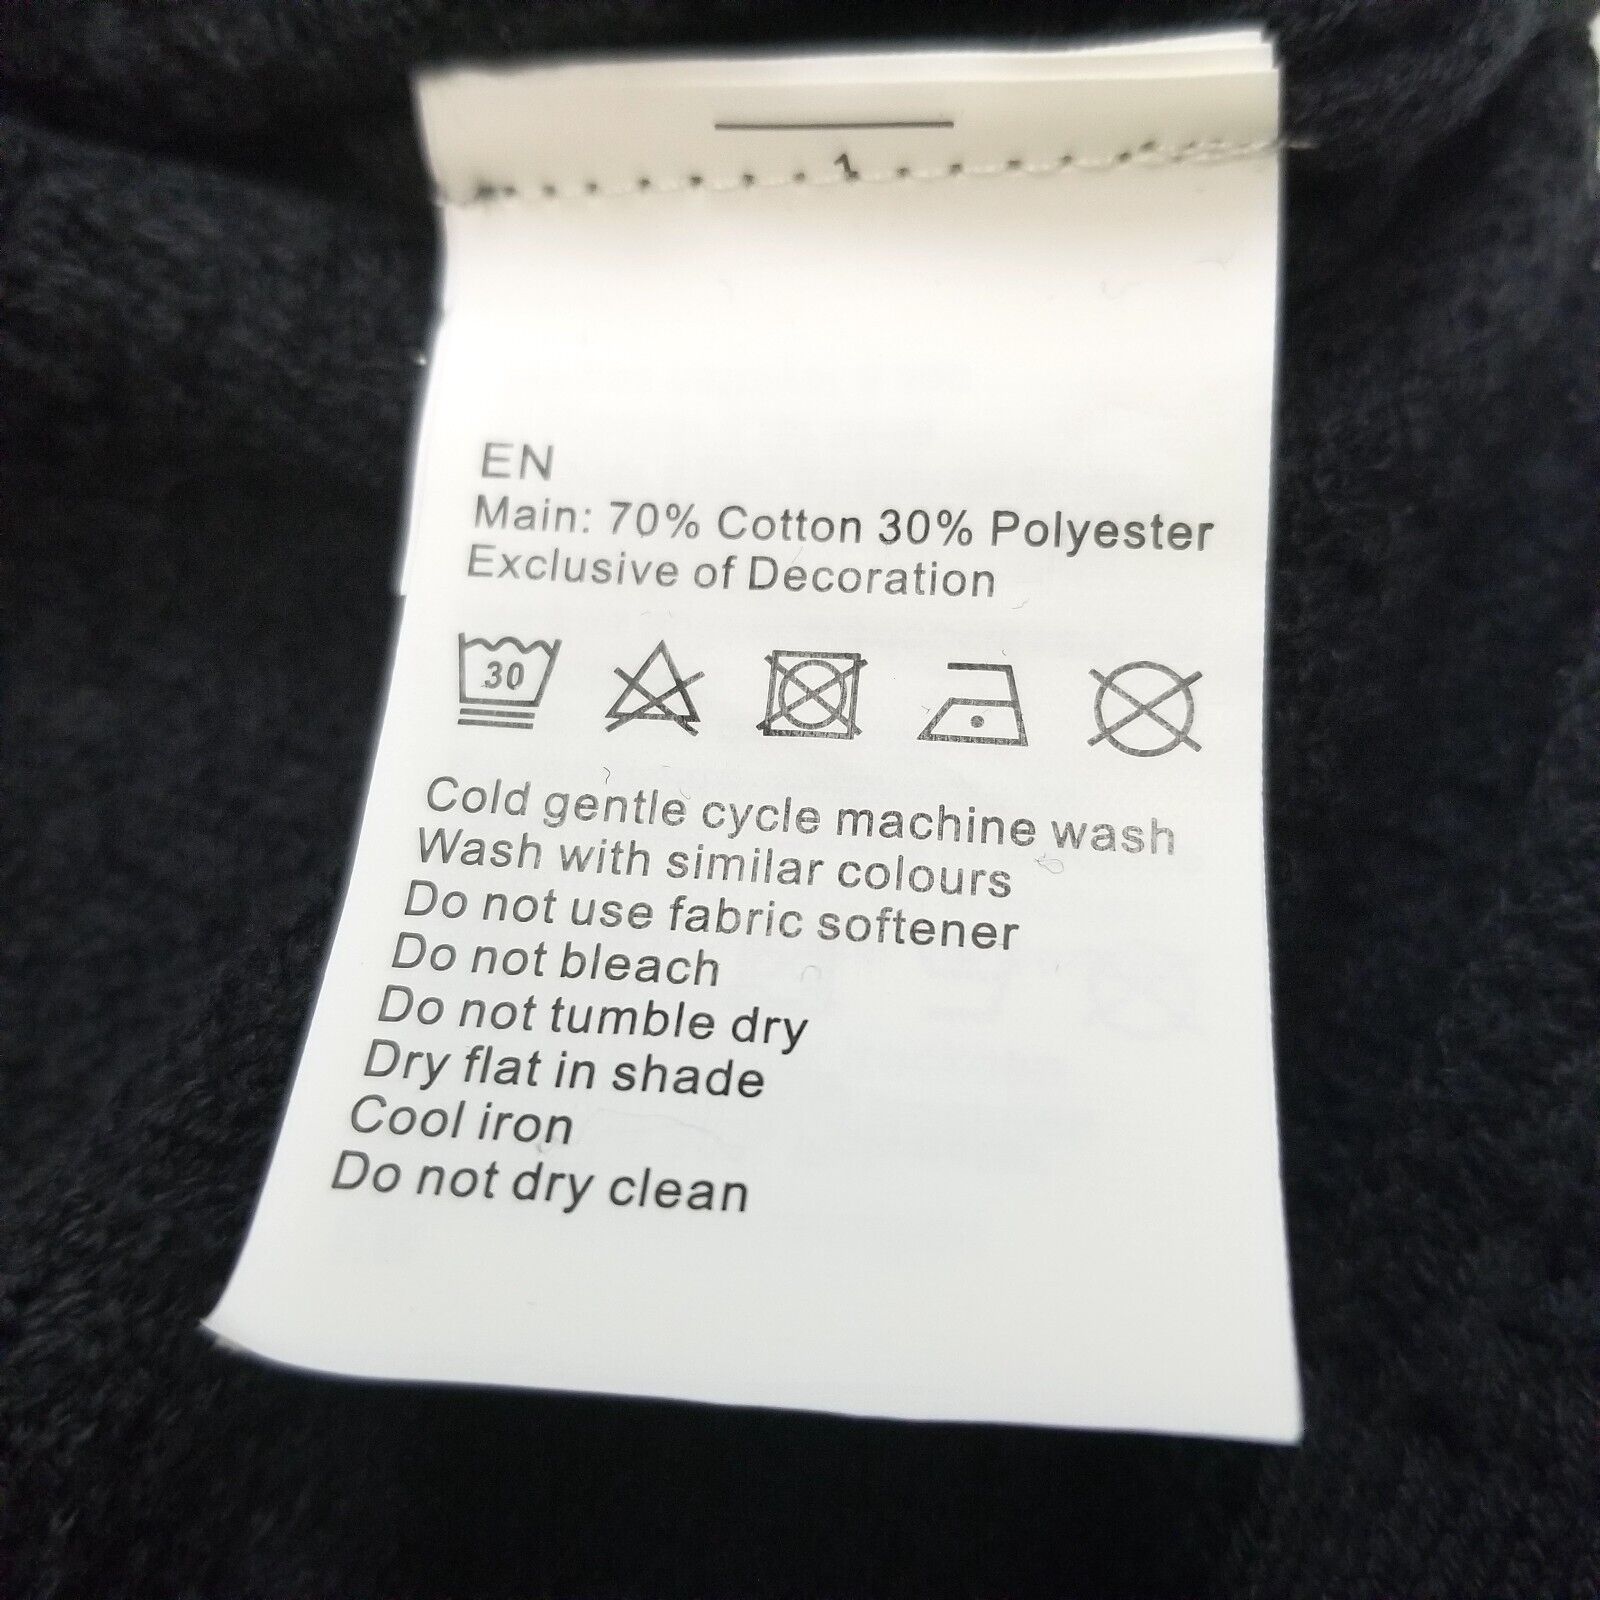 1
EN
Main: 70% Cotton 30% Polyester
Exclusive of Decoration
30
Cold gentle cycle machine wash
Wash with similar colours
Do not use fabric softener
Do not bleach
Do not tumble dry
Dry flat in shade
Cool iron
Do not dry clean